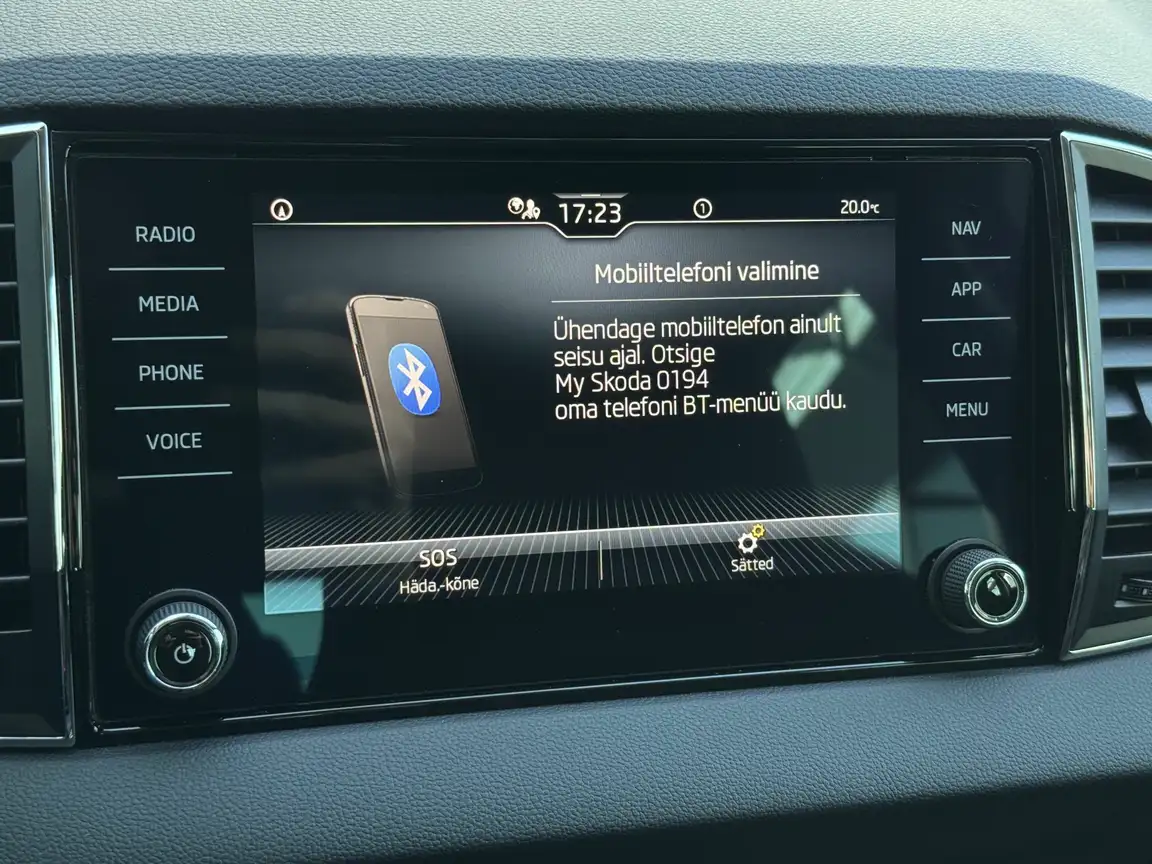 RADIO
MEDIA
PHONE
VOICE
17:23
1
20.0°C
Mobiiltelefoni valimine
Ühendage mobiiltelefon ainult
seisu ajal. Otsige
My Skoda 0194
oma telefoni BT-menüü kaudu.
SOS
Häda.-kõne
Sätted
NAV
APP
CAR
MENU